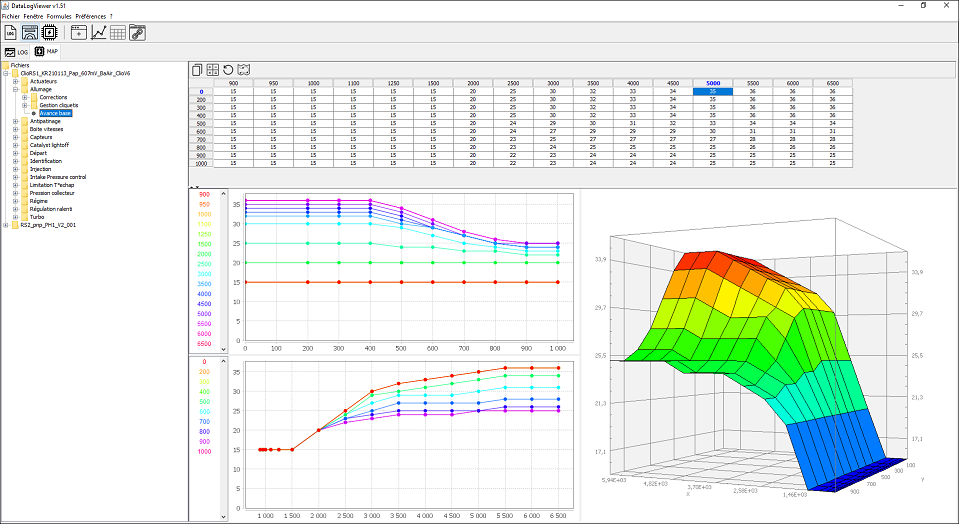 DataLogViewer v1.51
Fichier Fenêtre Formules Préférences ?
LOG MAP
Fichiers
ClioRS1_KR210113_Pap_607mV_BaAir_ClioV6
Actuateurs
Allumage
Corrections
Gestion cliquetis
Avance base
Antipatinage
Boite vitesses
Capteurs
Catalyst lightoff
Départ
Identification
Injection
Intake Pressure control
Limitation T°echap
Pression collecteur
Régime
Régulation ralenti
Turbo
RS2_pnp_PH1_V2_001
900 950 1000 1100 1250 1500 2000 2500 3000 3500 4000 4500 5000 5500 6000 6500
0 15 15 15 15 15 15 20 25 30 32 33 34 35 36 36 36
200 15 15 15 15 15 15 20 25 30 32 33 34 35 36 36 36
300 15 15 15 15 15 15 20 25 30 32 33 34 35 36 36 36
400 15 15 15 15 15 15 20 25 30 32 33 34 35 36 36 36
500 15 15 15 15 15 15 20 24 29 30 31 32 33 34 34 34
600 15 15 15 15 15 15 20 24 27 29 29 29 30 31 31 31
700 15 15 15 15 15 15 20 23 25 27 27 27 27 28 28 28
800 15 15 15 15 15 15 20 23 24 25 25 25 25 26 26 26
900 15 15 15 15 15 15 20 22 23 24 24 24 25 25 25 25
1000 15 15 15 15 15 15 20 22 23 24 24 24 25 25 25 25
900
950
1000
1100
1250
1500
2000
2500
3000
3500
4000
4500
5000
5500
6000
6500
35
30
25
20
15
10
5
0
0 100 200 300 400 500 600 700 800 900 1 000
0
200
300
400
500
600
700
800
900
1000
35
30
25
20
15
10
5
0
1 000 1 500 2 000 2 500 3 000 3 500 4 000 4 500 5 000 5 500 6 000 6 500
33,9
29,7
25,5
21,3
17,1
33,9
29,7
25,5
21,3
17,1
5,94E+03 4,82E+03 3,70E+03 2,58E+03 1,46E+03
X
900 700 500 300 100
Y